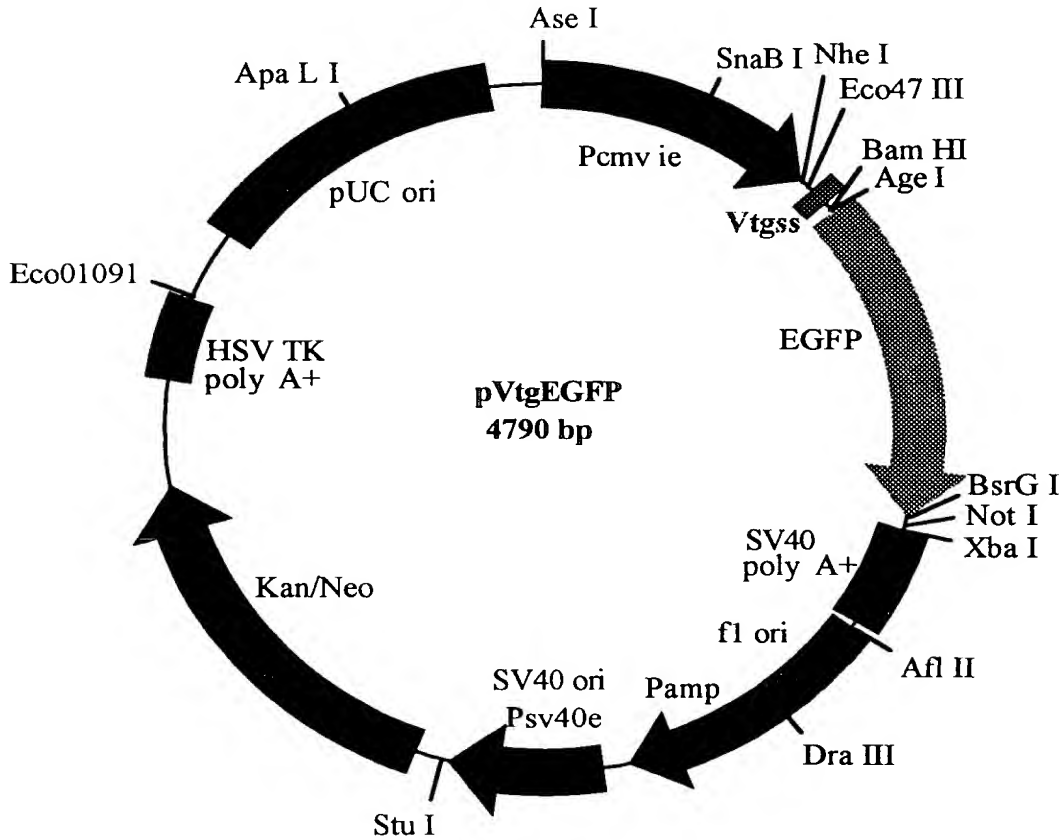 Ase I
SnaB I
Nhe I
Eco47 III
Apa L I
Bam HI
Age I
Pcmv ie
pUC ori
Vtgss
Eco01091
EGFP
HSV TK
poly A+
pVtgEGFP
4790 bp
BsrG I
Not I
Xba I
SV40
poly A+
Kan/Neo
f1 ori
Afl II
SV40 ori
Pamp
Psv40e
Dra III
Stu I